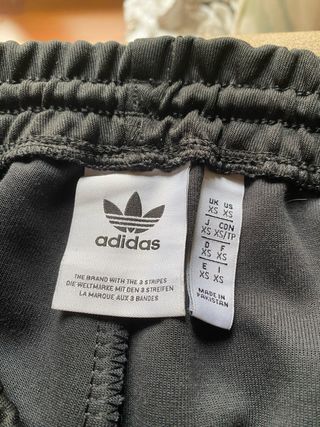 adidas
THE BRAND WITH THE 3 STRIPES
DIE WELTMARKE MIT DEN 3 STREIFEN
LA MARQUE AUX 3 BANDES
UK US
XS XS
J CDN
XS XS/TP
D F
XS XS
E I
XS XS
MADE IN
PAKISTAN